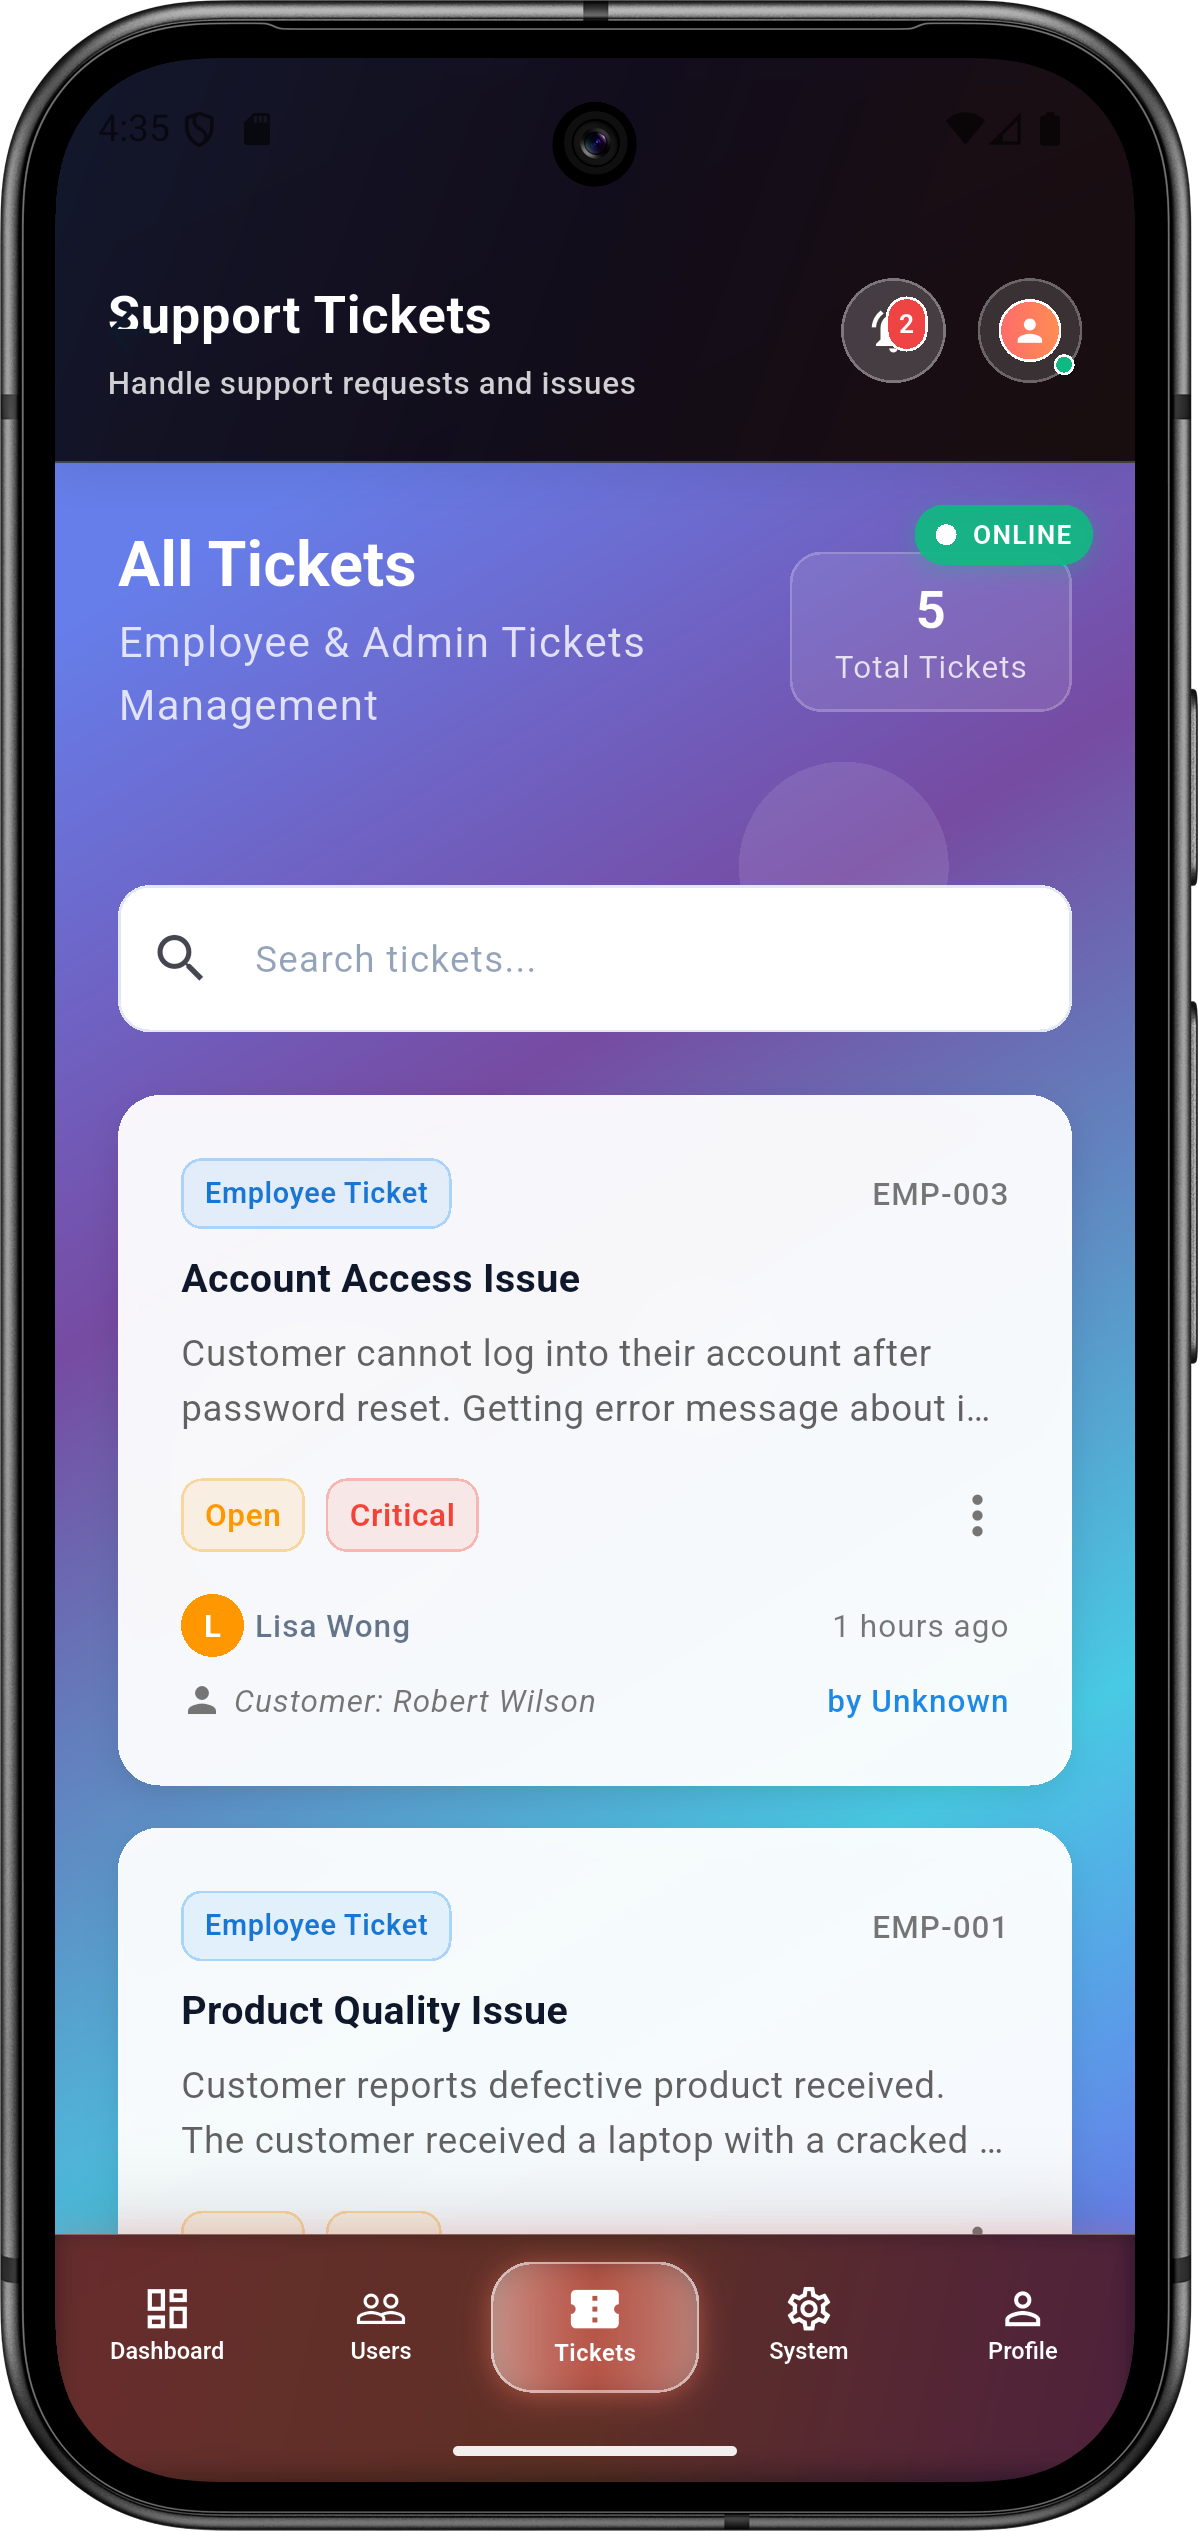 4:35
Support Tickets
2
Handle support requests and issues
ONLINE
All Tickets
5
Employee & Admin Tickets
Management
Total Tickets
Search tickets...
Employee Ticket
EMP-003
Account Access Issue
Customer cannot log into their account after
password reset. Getting error message about i...
Open
Critical
L
Lisa Wong
1 hours ago
Customer: Robert Wilson
by Unknown
Employee Ticket
EMP-001
Product Quality Issue
Customer reports defective product received.
The customer received a laptop with a cracked ...
Dashboard
Users
Tickets
System
Profile